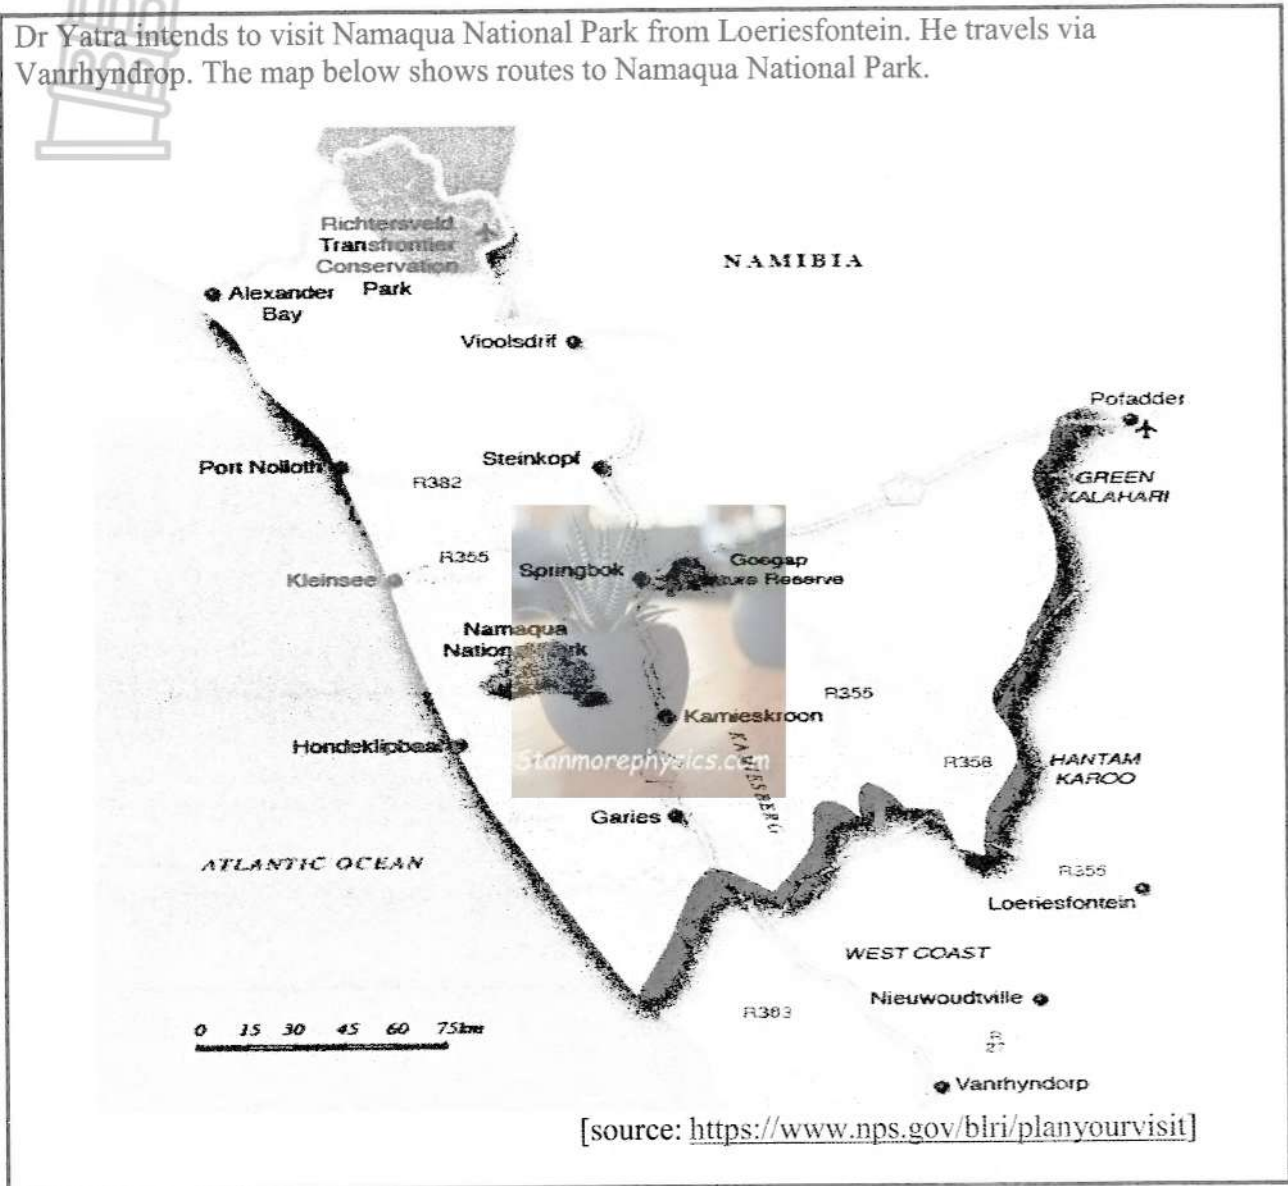 Dr Yatra intends to visit Namaqua National Park from Loeriesfontein. He travels via
Vanrhyndrop. The map below shows routes to Namaqua National Park.
Richtersveld
Transfrontier
Conservation
Park
NAMIBIA
Alexander
Bay
Vioolsdrif
Pofadder
Port Nolloth
Steinkopf
R382
GREEN
KALAHARI
R355
Kleinsee
Springbok
Goegap
Reserve
Namaqua
National Park
R355
Kamieskroon
Hondeklipbaai
Stanmorephysics.com
KAMIESBERG
R358
HANTAM
KAROO
Garies
ATLANTIC OCEAN
R355
Loeriesfontein
WEST COAST
Nieuwoudtville
R383
0 15 30 45 60 75km
R
27
Vanrhyndorp
[source: https://www.nps.gov/blri/planyourvisit]